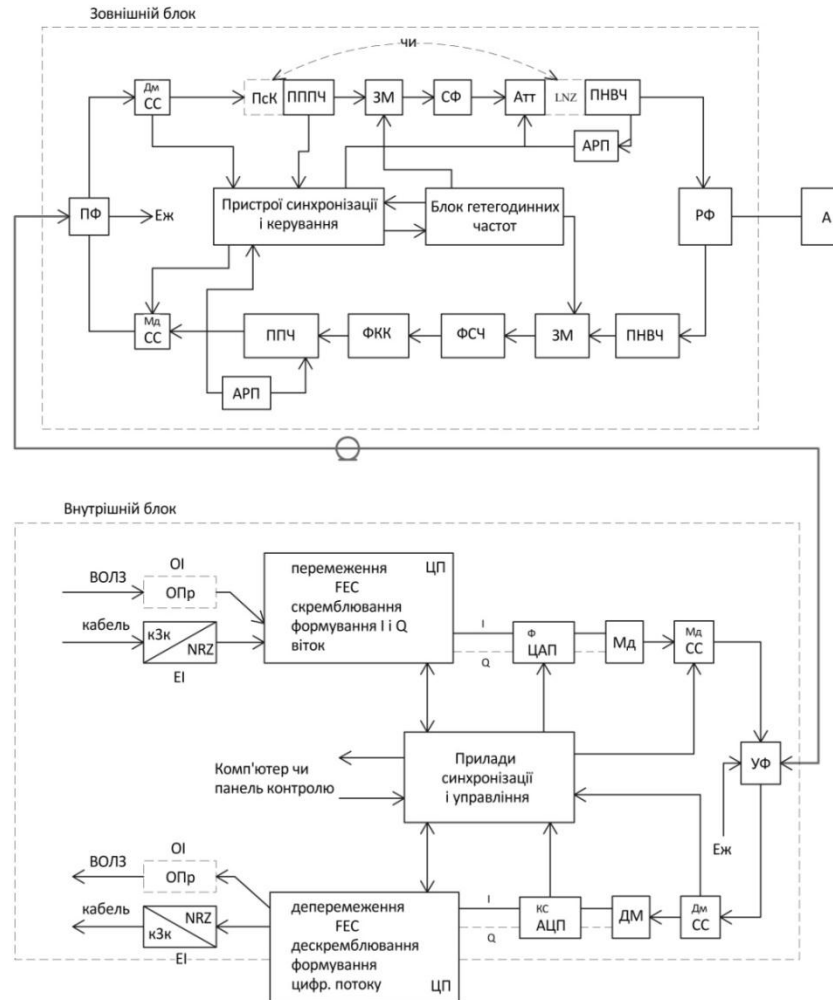 Зовнішній блок
чи
Дм
СС
ПсК
ПППЧ
ЗМ
СФ
Атт
LNZ
ПНВЧ
АРП
ПФ
Еж
Пристрої синхронізації
і керування
Блок гетегодинних
частот
РФ
А
Мд
СС
ППЧ
ФКК
ФСЧ
ЗМ
ПНВЧ
АРП
Внутрішній блок
ВОЛЗ
ОІ
ОПр
кабель
кЗк
NRZ
ЕІ
перемеження
ЦП
FEC
скремблювання
формування I і Q
віток
I
Q
Ф
ЦАП
Мд
Мд
СС
Комп'ютер чи
панель контролю
Прилади
синхронізації
і управління
УФ
Еж
ВОЛЗ
ОІ
ОПр
кабель
NRZ
кЗк
ЕІ
деперемеження
FEC
дескремблювання
формування
цифр. потоку
ЦП
I
Q
КС
АЦП
ДМ
Дм
СС